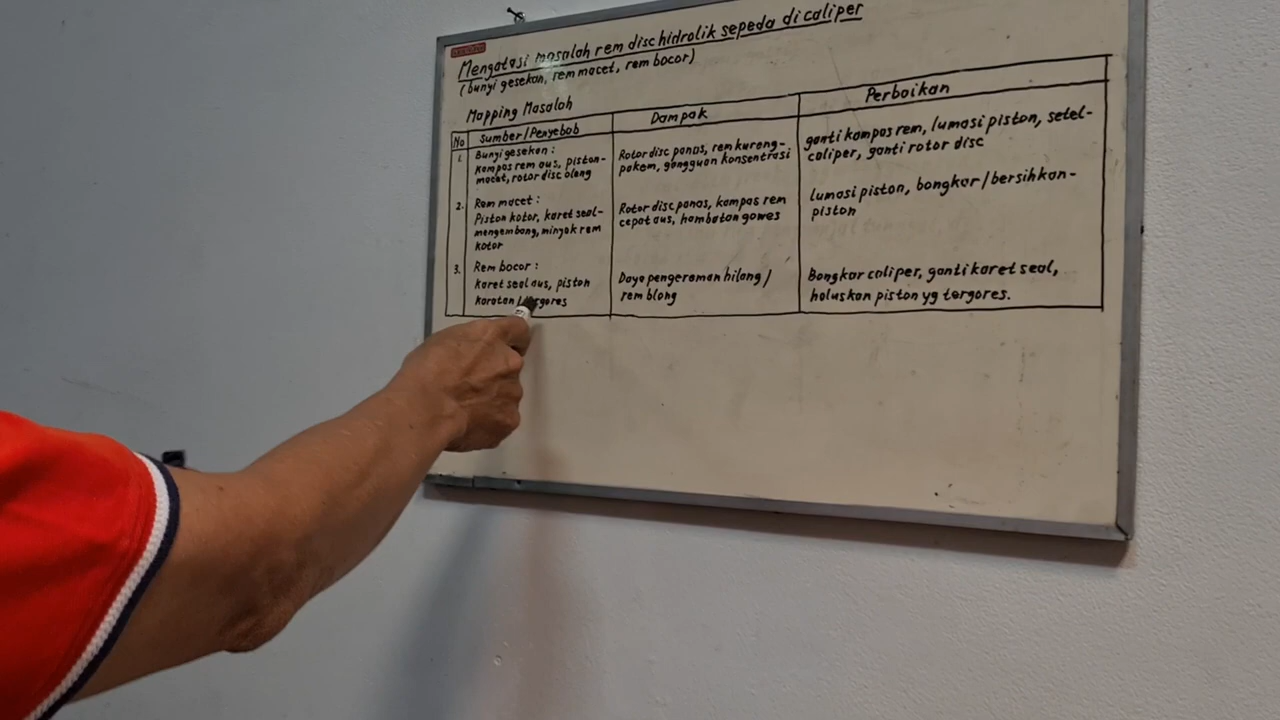 Mengatasi masalah rem disc hidrolik sepeda di caliper
(bunyi gesekan, rem macet, rem bocor)
Mapping Masalah
No
Sumber/Penyebab
Dampak
Perbaikan
1.
Bunyi gesekan :
Kampas rem aus, piston-
macet, rotor disc olang
Rotor disc panas, rem kurang-
pakem, gangguan konsentrasi
ganti kampas rem, lumasi piston, setel-
caliper, ganti rotor disc
2.
Rem macet :
Piston kotor, karet seal-
mengembang, minyak rem
kotor
Rotor disc panas, kampas rem
cepat aus, hambatan gowes
lumasi piston, bongkar/bersihkan-
piston
3.
Rem bocor :
Karet seal aus, piston
karatan /
Daya pengereman hilang/
rem blong
Bongkar caliper, ganti karet seal,
haluskan piston yg tergores.